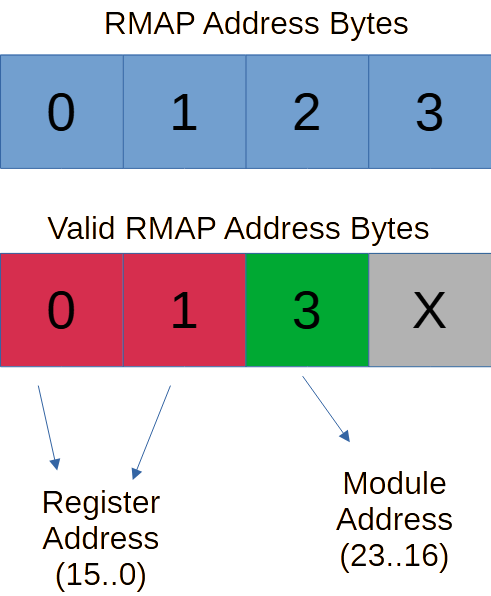 RMAP Address Bytes
0 1 2 3
Valid RMAP Address Bytes
0 1 3 X
Register
Address
(15..0)
Module
Address
(23..16)